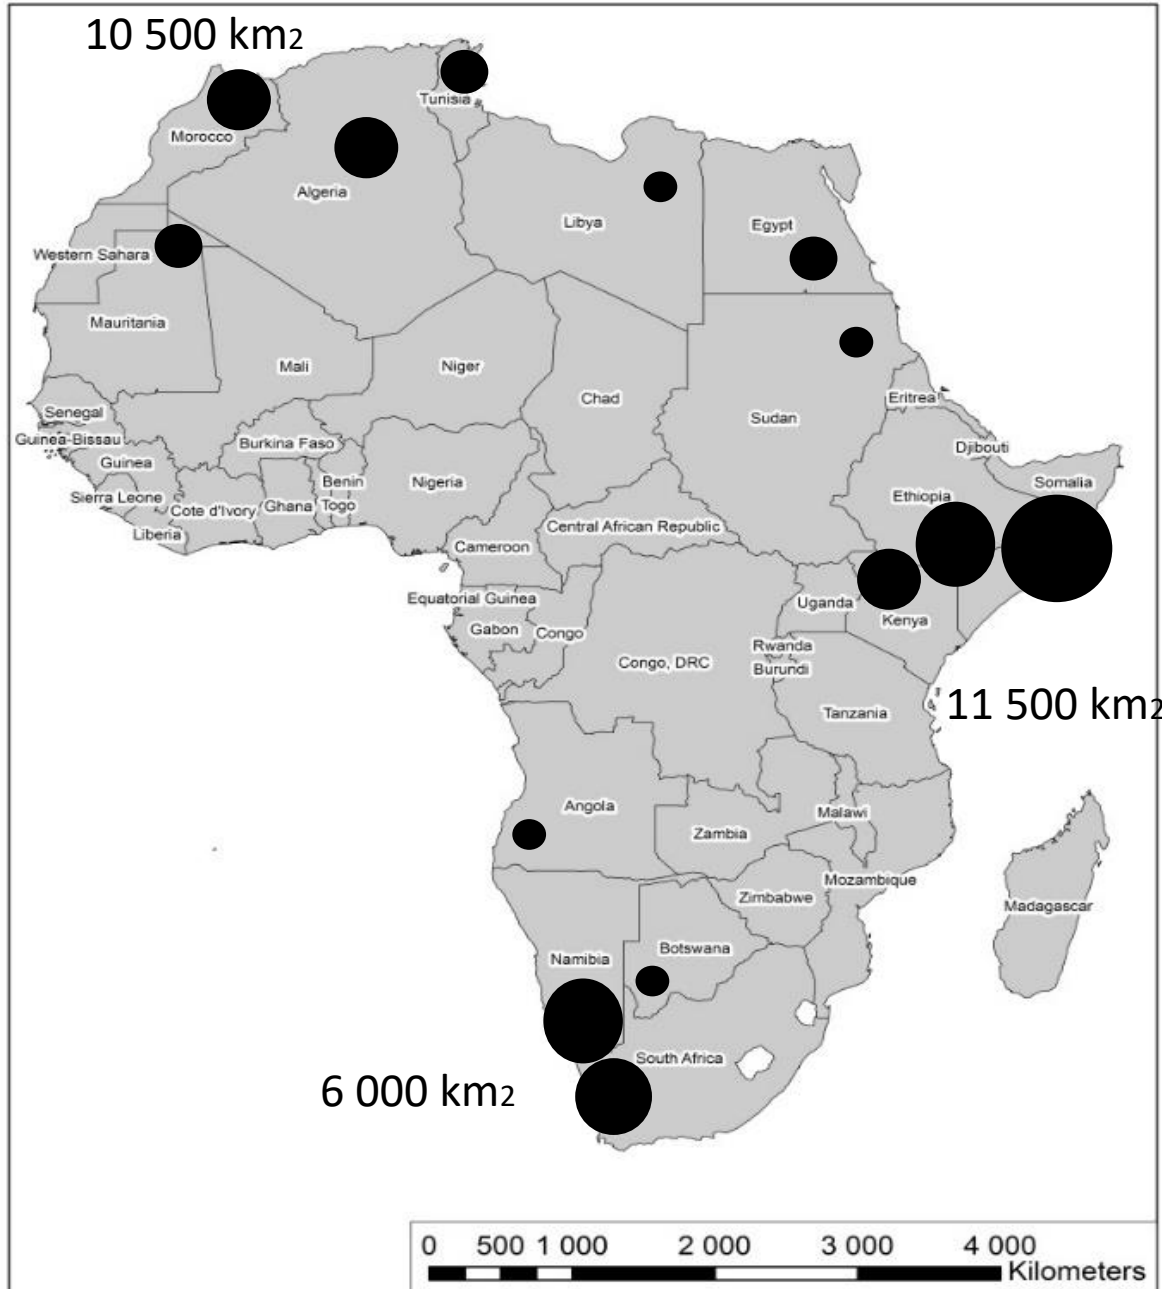 10 500 km2
Tunisia
Morocco
Algeria
Libya
Egypt
Western Sahara
Mauritania
Mali
Niger
Chad
Sudan
Eritrea
Senegal
Guinea-Bissau
Burkina Faso
Djibouti
Guinea
Benin
Nigeria
Somalia
Sierra Leone
Cote d'Ivory
Ghana
Togo
Ethiopia
Liberia
Central African Republic
Cameroon
Equatorial Guinea
Uganda
Gabon
Congo
Kenya
Rwanda
Congo, DRC
Burundi
11 500 km2
Tanzania
Angola
Malawi
Zambia
Mozambique
Zimbabwe
Madagascar
Botswana
Namibia
South Africa
6 000 km2
0 500 1 000 2 000 3 000 4 000
Kilometers